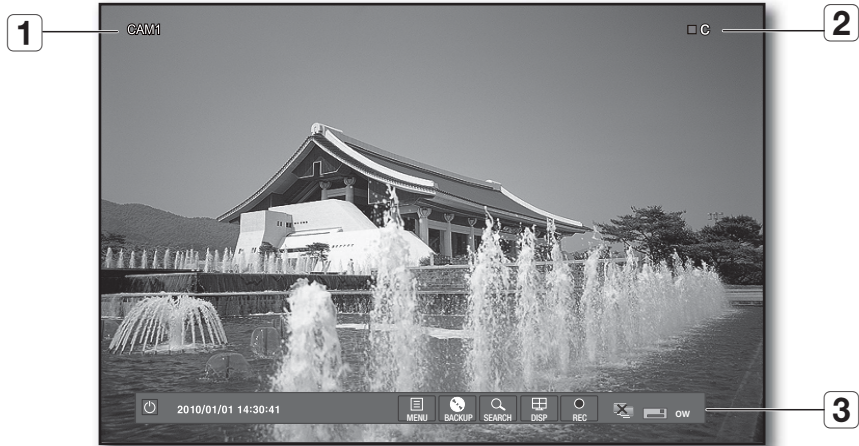 1
CAM1
C
2
2010/01/01 14:30:41
MENU
BACKUP
SEARCH
DISP
REC
OW
3